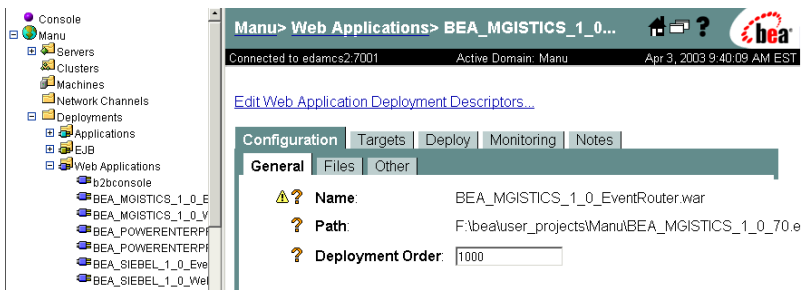 Console
Manu
Servers
Clusters
Machines
Network Channels
Deployments
Applications
EJB
Web Applications
b2bconsole
BEA_MGISTICS_1_0_E
BEA_MGISTICS_1_0_V
BEA_POWERENTERPF
BEA_POWERENTERPF
BEA_SIEBEL_1_0_Eve
BEA_SIEBEL_1_0_Wel
Manu> Web Applications> BEA_MGISTICS_1_0... ? bea
Connected to edamcs2:7001 Active Domain: Manu Apr 3, 2003 9:40:09 AM EST
Edit Web Application Deployment Descriptors...
Configuration Targets Deploy Monitoring Notes
General Files Other
? Name: BEA_MGISTICS_1_0_EventRouter.war
? Path: F:\bea\user_projects\Manu\BEA_MGISTICS_1_0_70.e
? Deployment Order: 1000